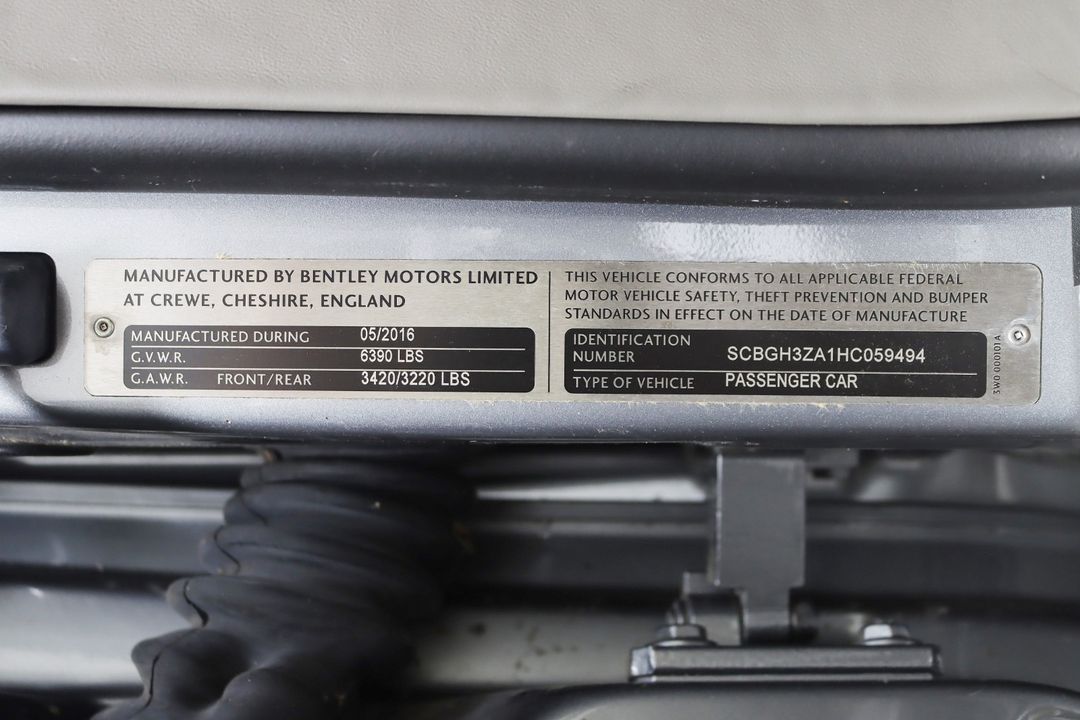 MANUFACTURED BY BENTLEY MOTORS LIMITED
AT CREWE, CHESHIRE, ENGLAND
MANUFACTURED DURING 05/2016
G.V.W.R. 6390 LBS
G.A.W.R. FRONT/REAR 3420/3220 LBS
THIS VEHICLE CONFORMS TO ALL APPLICABLE FEDERAL
MOTOR VEHICLE SAFETY, THEFT PREVENTION AND BUMPER
STANDARDS IN EFFECT ON THE DATE OF MANUFACTURE
IDENTIFICATION
NUMBER SCBGH3ZA1HC059494
TYPE OF VEHICLE PASSENGER CAR
3W0 000101A